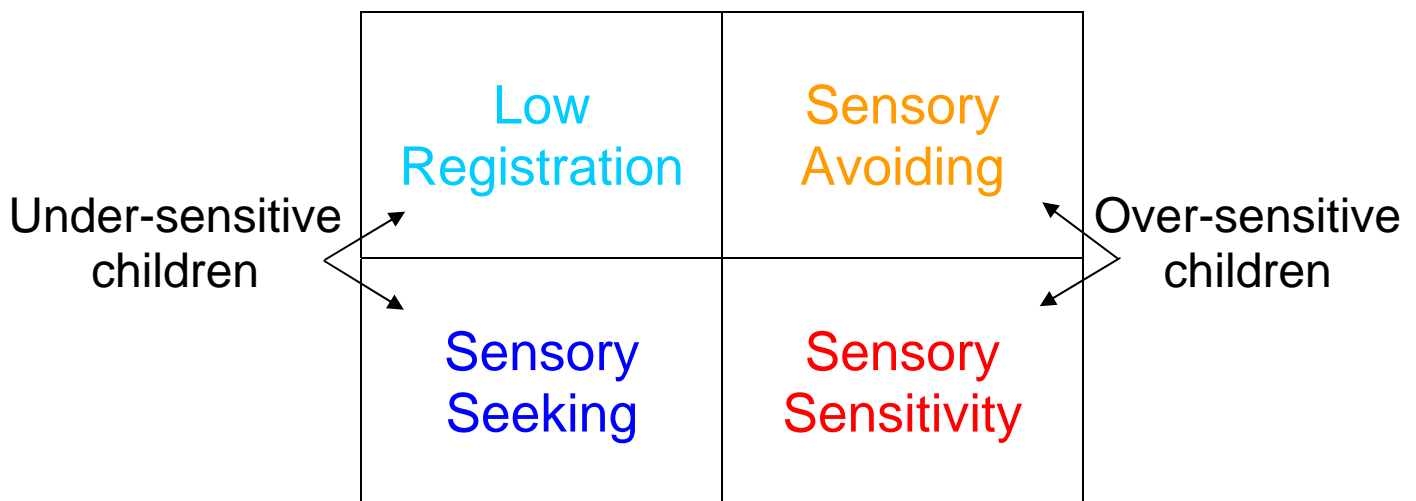 Low
Registration
Sensory
Avoiding
Under-sensitive
children
Over-sensitive
children
Sensory
Seeking
Sensory
Sensitivity